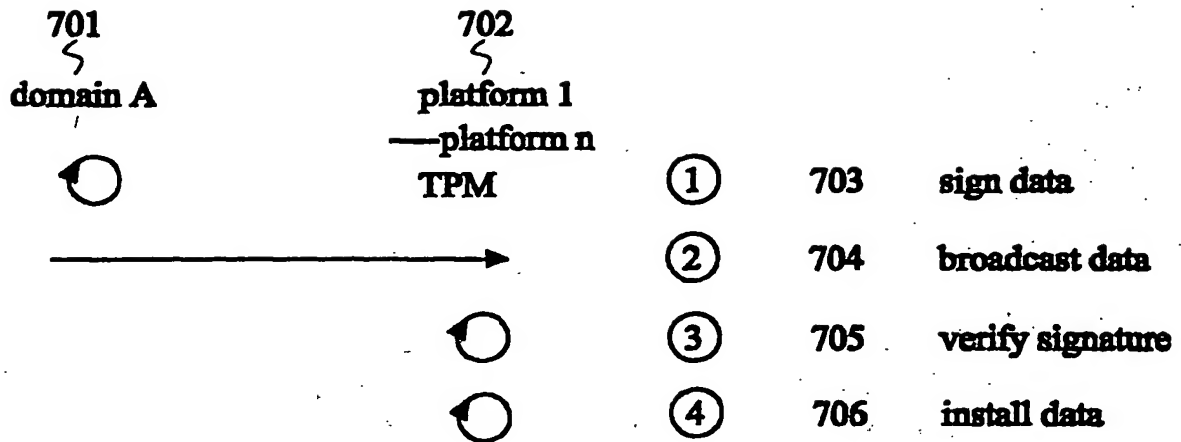 701 702
domain A platform 1
—platform n
TPM ① 703 sign data
② 704 broadcast data
③ 705 verify signature
④ 706 install data